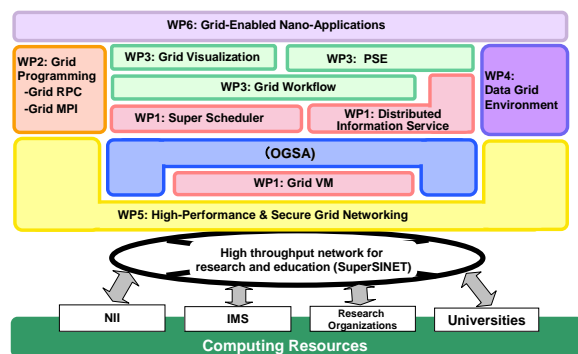 WP6: Grid-Enabled Nano-Applications
WP2: Grid
Programming
-Grid RPC
-Grid MPI
WP3: Grid Visualization
WP3: PSE
WP3: Grid Workflow
WP4:
Data Grid
Environment
WP1: Super Scheduler
WP1: Distributed
Information Service
(OGSA)
WP1: Grid VM
WP5: High-Performance & Secure Grid Networking
High throughput network for
research and education (SuperSINET)
NII
IMS
Research
Organizations
Universities
Computing Resources